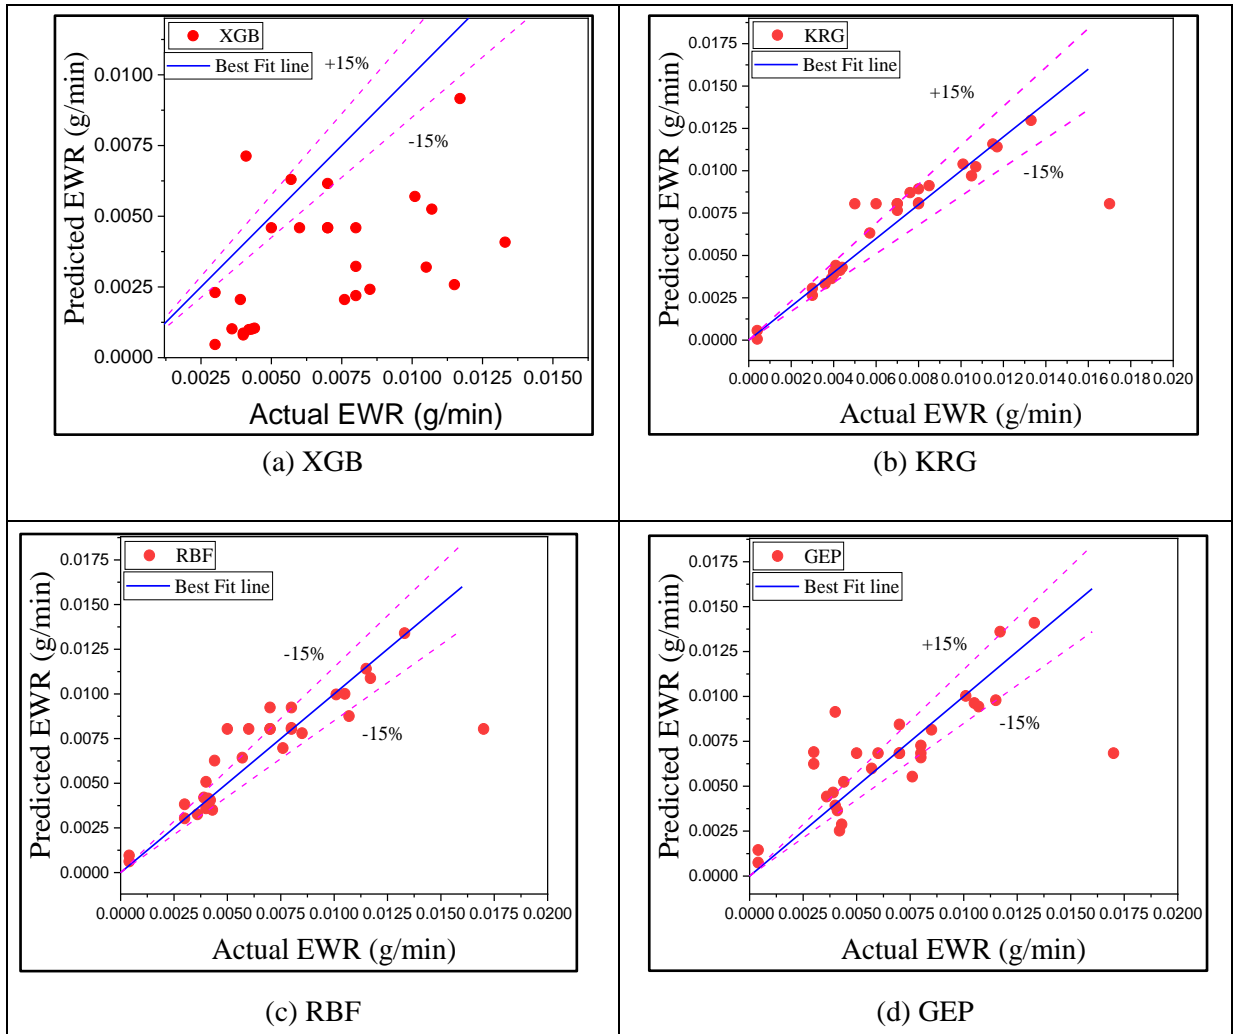 XGB
Best Fit line
+15%
-15%
0.0100
0.0075
0.0050
0.0025
0.0000
Predicted EWR (g/min)
0.0025 0.0050 0.0075 0.0100 0.0125 0.0150
Actual EWR (g/min)
(a) XGB
KRG
Best Fit line
+15%
-15%
0.0175
0.0150
0.0125
0.0100
0.0075
0.0050
0.0025
0.0000
Predicted EWR (g/min)
0.000 0.002 0.004 0.006 0.008 0.010 0.012 0.014 0.016 0.018 0.020
Actual EWR (g/min)
(b) KRG
RBF
Best Fit line
-15%
-15%
0.0175
0.0150
0.0125
0.0100
0.0075
0.0050
0.0025
0.0000
Predicted EWR (g/min)
0.0000 0.0025 0.0050 0.0075 0.0100 0.0125 0.0150 0.0175 0.0200
Actual EWR (g/min)
(c) RBF
GEP
Best Fit line
+15%
-15%
0.0175
0.0150
0.0125
0.0100
0.0075
0.0050
0.0025
0.0000
Predicted EWR (g/min)
0.0000 0.0025 0.0050 0.0075 0.0100 0.0125 0.0150 0.0175 0.0200
Actual EWR (g/min)
(d) GEP